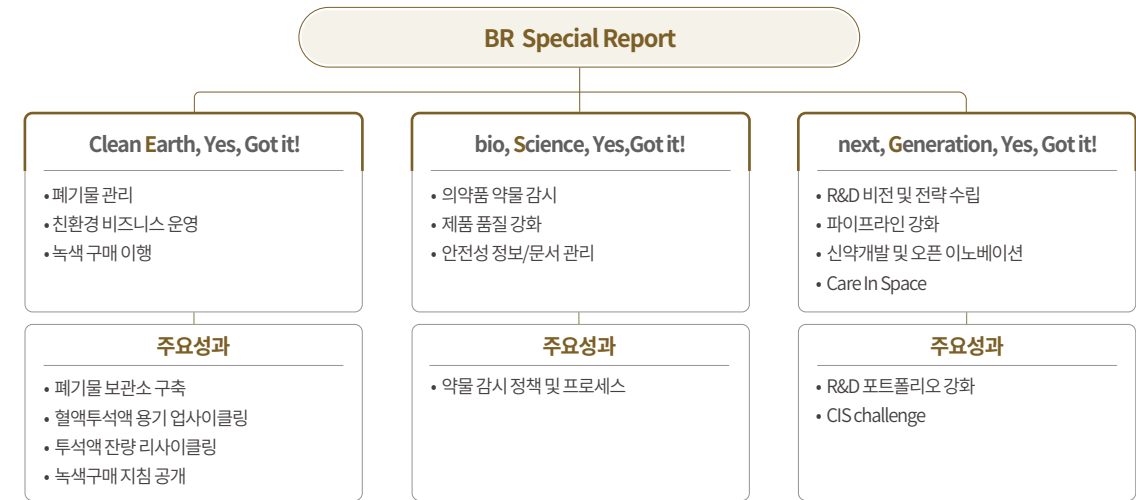 BR Special Report
Clean Earth, Yes, Got it!
• 폐기물 관리
• 친환경 비즈니스 운영
• 녹색 구매 이행
주요성과
• 폐기물 보관소 구축
• 혈액투석액 용기 업사이클링
• 투석액 잔량 리사이클링
• 녹색구매 지침 공개
bio, Science, Yes,Got it!
• 의약품 약물 감시
• 제품 품질 강화
• 안전성 정보/문서 관리
주요성과
• 약물 감시 정책 및 프로세스
next, Generation, Yes, Got it!
• R&D 비전 및 전략 수립
• 파이프라인 강화
• 신약개발 및 오픈 이노베이션
• Care In Space
주요성과
• R&D 포트폴리오 강화
• CIS challenge